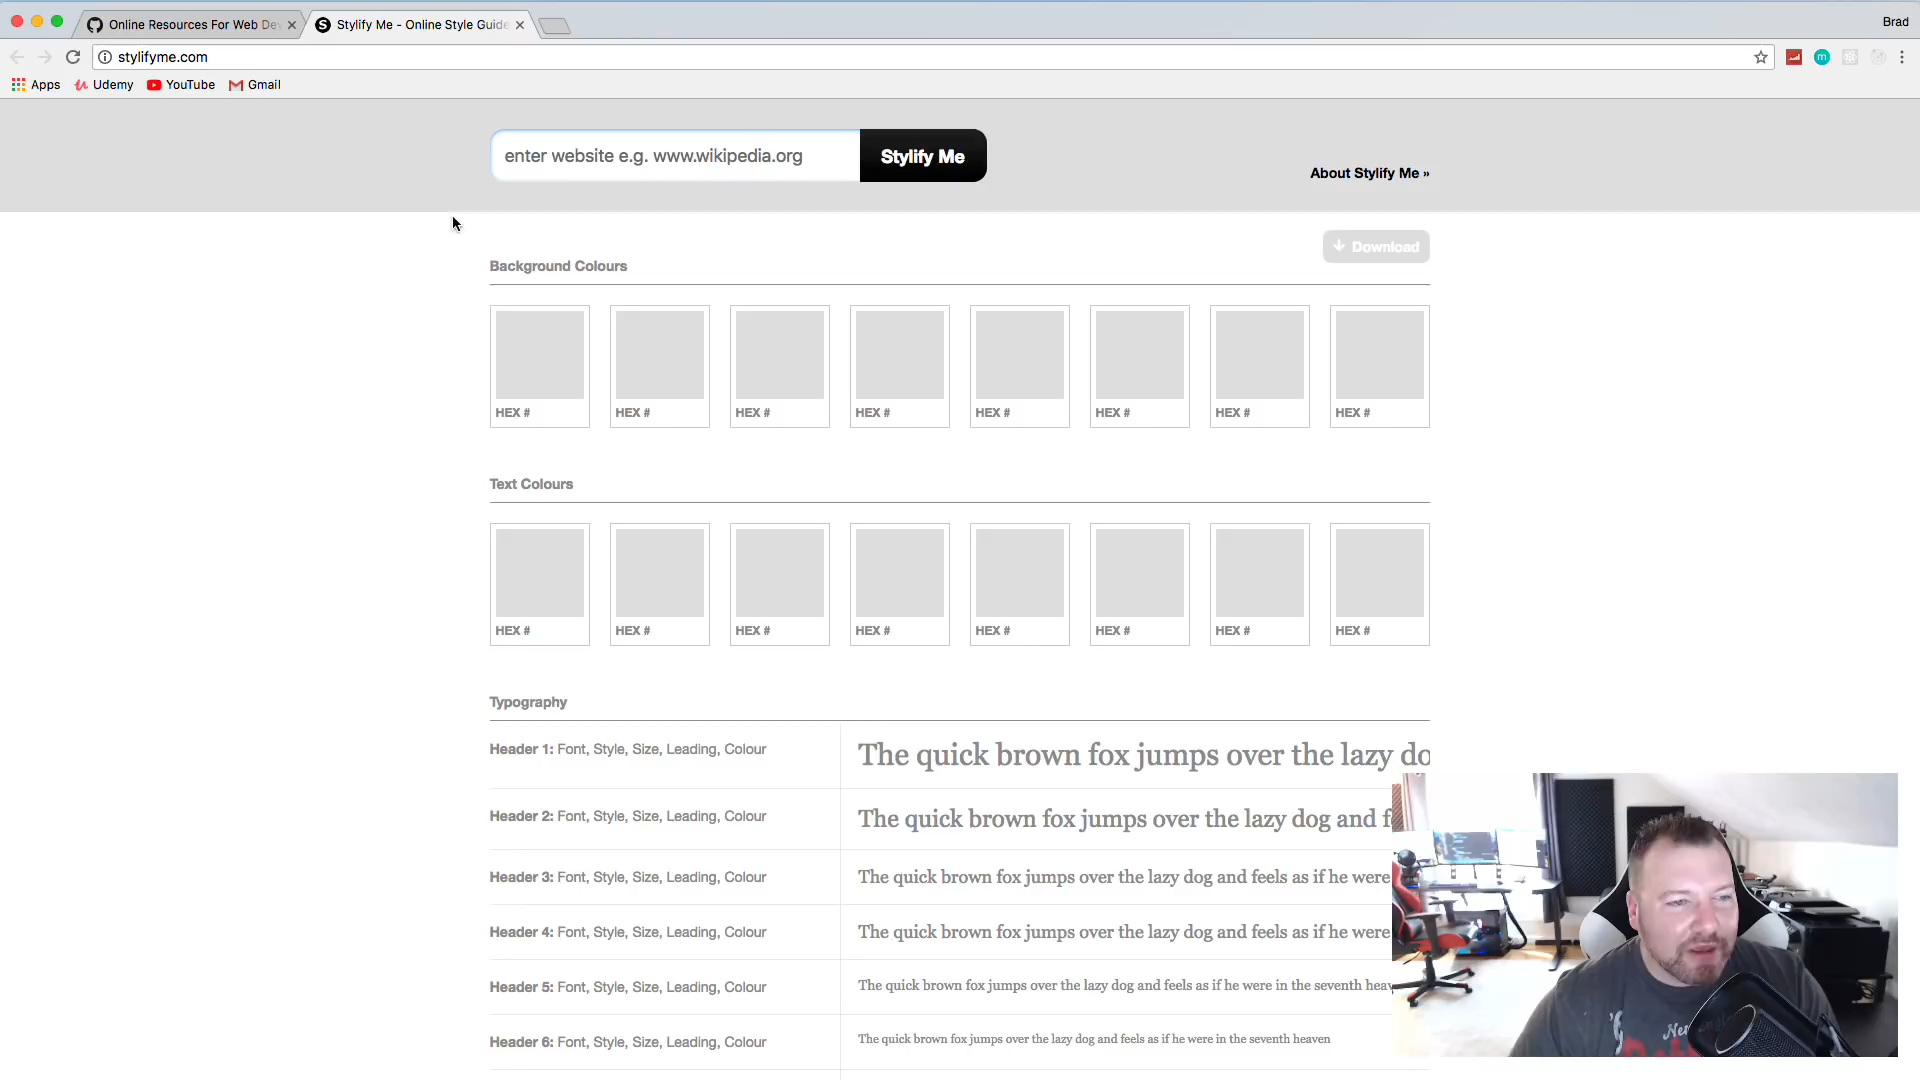 Online Resources For Web De
Stylify Me - Online Style Guide
Brad
stylifyme.com
Apps
Udemy
YouTube
Gmail
enter website e.g. www.wikipedia.org
Stylify Me
About Stylify Me »
Download
Background Colours
HEX # HEX # HEX # HEX # HEX # HEX # HEX # HEX #
Text Colours
HEX # HEX # HEX # HEX # HEX # HEX # HEX # HEX #
Typography
Header 1: Font, Style, Size, Leading, Colour
The quick brown fox jumps over the lazy do
Header 2: Font, Style, Size, Leading, Colour
The quick brown fox jumps over the lazy dog and f
Header 3: Font, Style, Size, Leading, Colour
The quick brown fox jumps over the lazy dog and feels as if he were
Header 4: Font, Style, Size, Leading, Colour
The quick brown fox jumps over the lazy dog and feels as if he were
Header 5: Font, Style, Size, Leading, Colour
The quick brown fox jumps over the lazy dog and feels as if he were in the seventh heav
Header 6: Font, Style, Size, Leading, Colour
The quick brown fox jumps over the lazy dog and feels as if he were in the seventh heaven